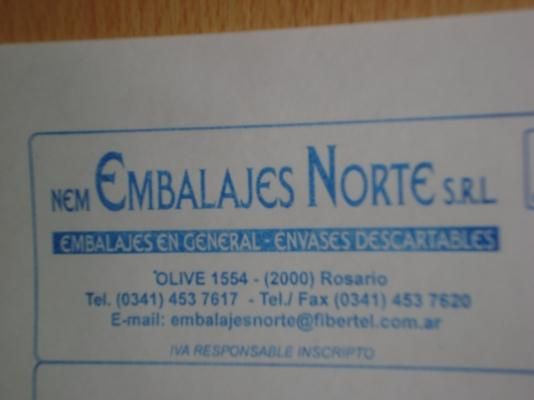 NEM EMBALAJES NORTE S.R.L
EMBALAJES EN GENERAL - ENVASES DESCARTABLES
OLIVE 1554 - (2000) Rosario
Tel. (0341) 453 7617 - Tel./ Fax (0341) 453 7620
E-mail: embalajesnorte@fibertel.com.ar
IVA RESPONSABLE INSCRIPTO